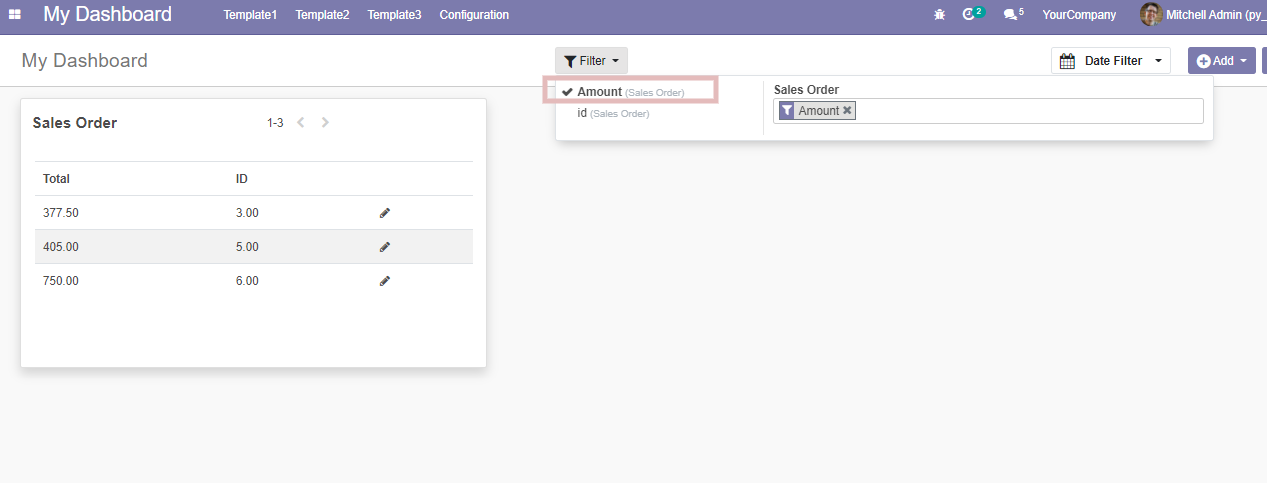 My Dashboard Template1 Template2 Template3 Configuration 2 5 YourCompany Mitchell Admin (py_
My Dashboard Filter Date Filter Add
Amount (Sales Order)
id (Sales Order)
Sales Order
Amount
Sales Order 1-3
Total ID
377.50 3.00
405.00 5.00
750.00 6.00